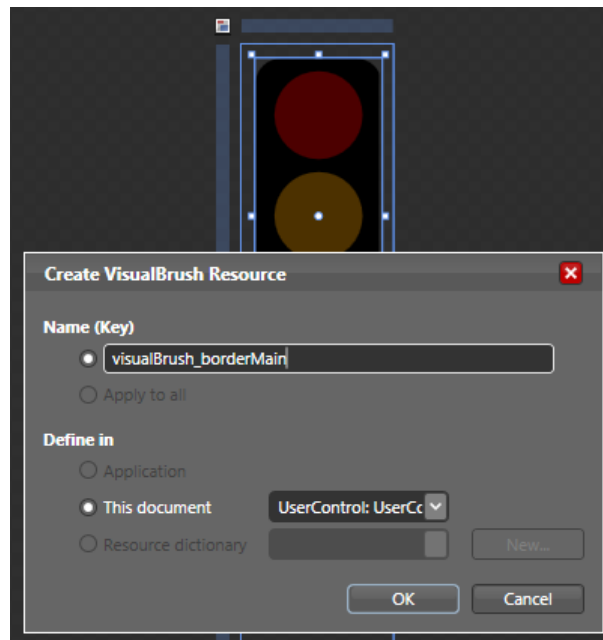 Create VisualBrush Resource
Name (Key)
visualBrush_borderMain
Apply to all
Define in
Application
This document UserControl: UserCc
Resource dictionary New...
OK Cancel